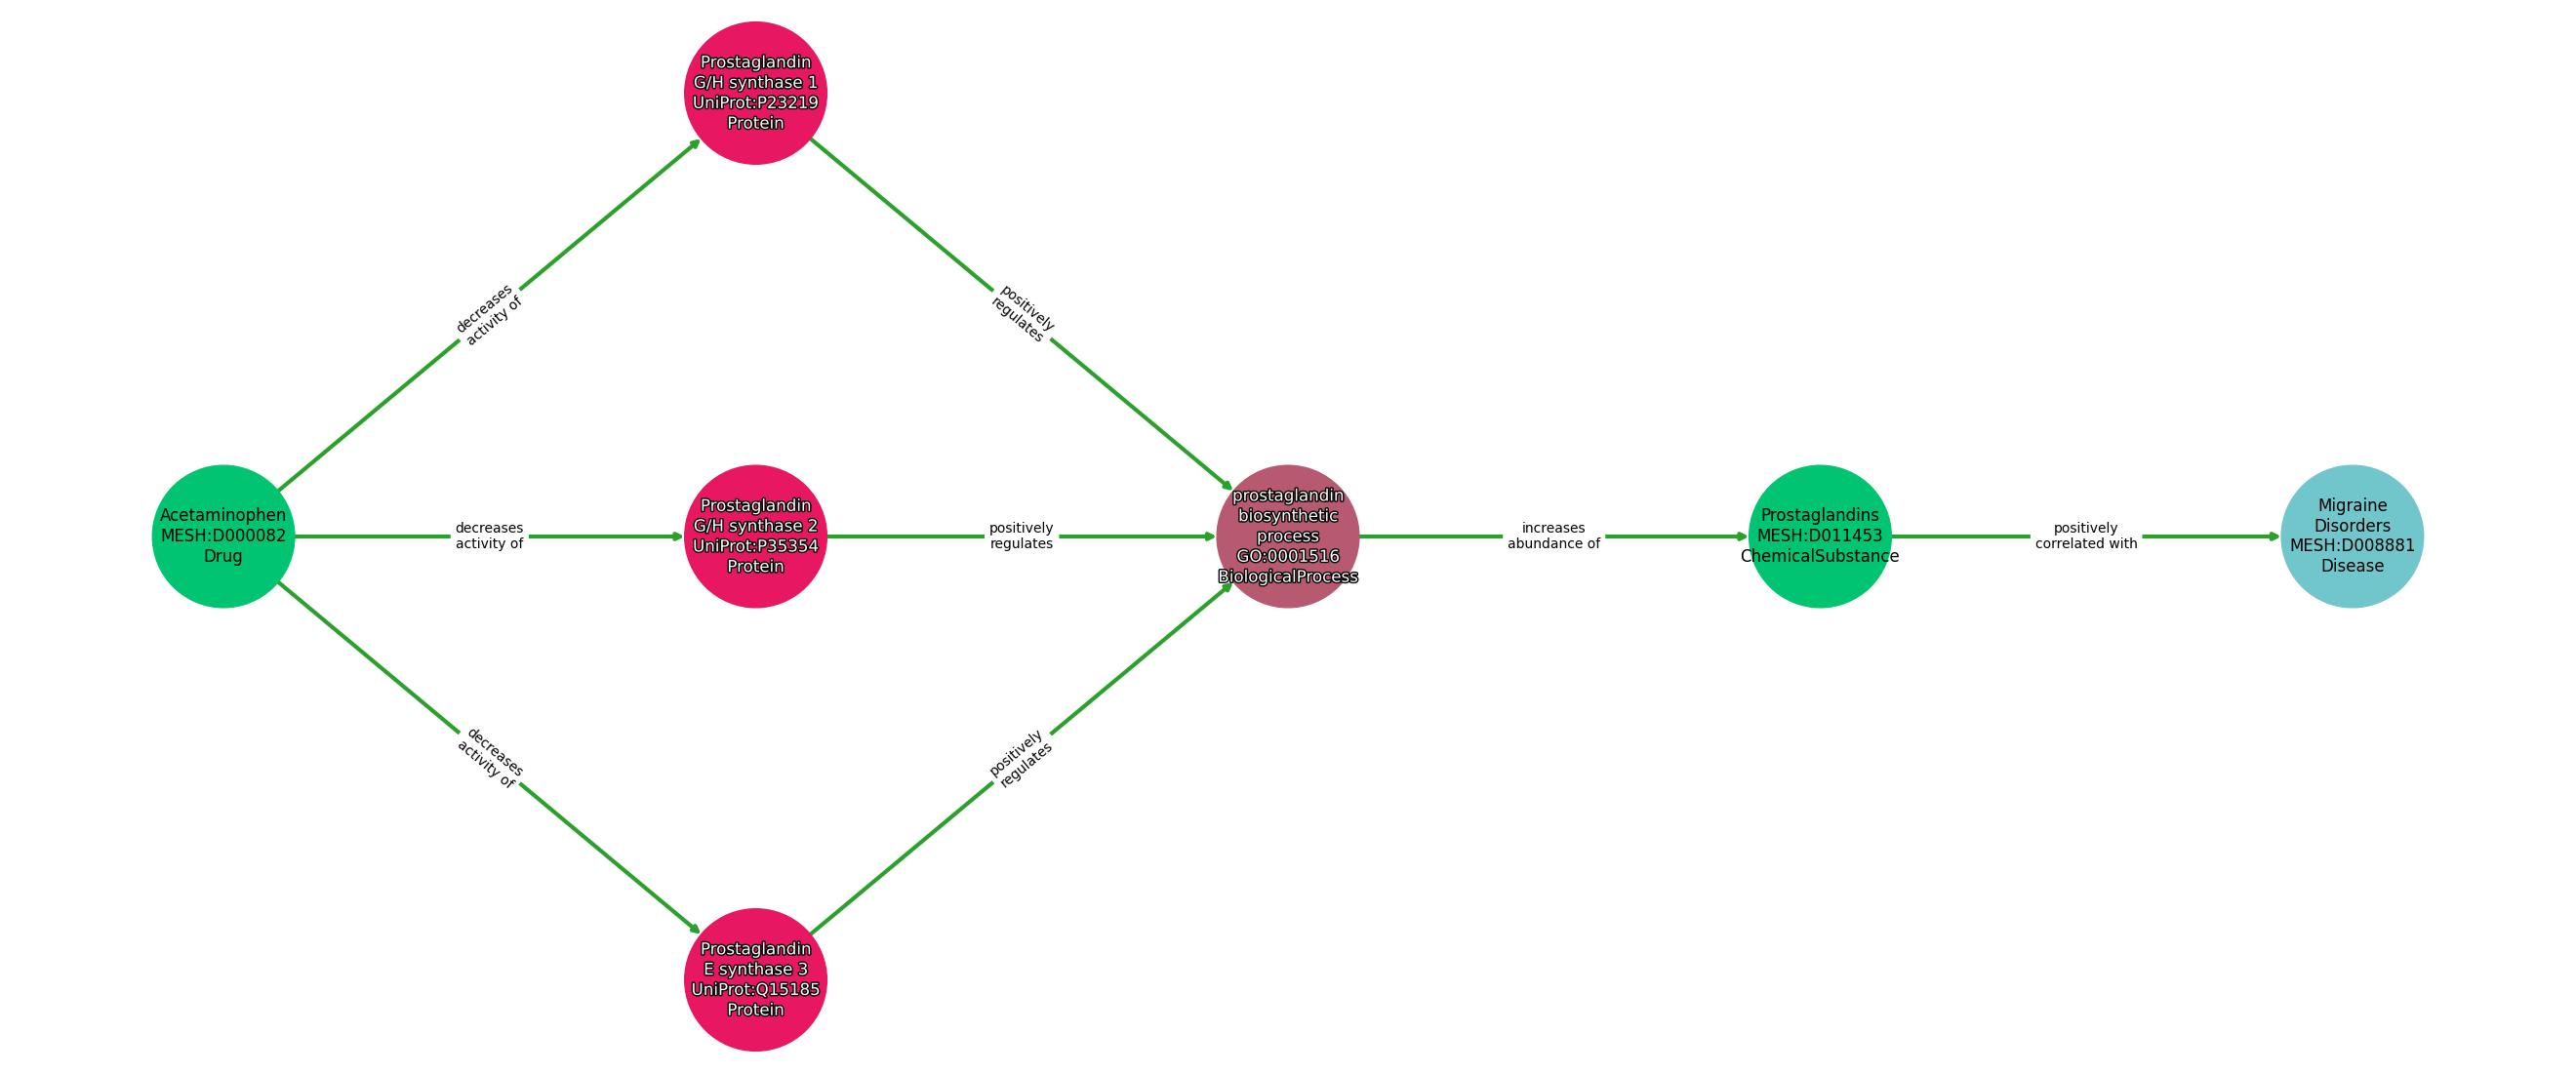 Prostaglandin
G/H synthase 1
UniProt:P23219
Protein
decreases
activity of
positively
regulates
Acetaminophen
MESH:D000082
Drug
decreases
activity of
Prostaglandin
G/H synthase 2
UniProt:P35354
Protein
positively
regulates
prostaglandin
biosynthetic
process
GO:0001516
BiologicalProcess
increases
abundance of
Prostaglandins
MESH:D011453
ChemicalSubstance
positively
correlated with
Migraine
Disorders
MESH:D008881
Disease
decreases
activity of
positively
regulates
Prostaglandin
E synthase 3
UniProt:Q15185
Protein